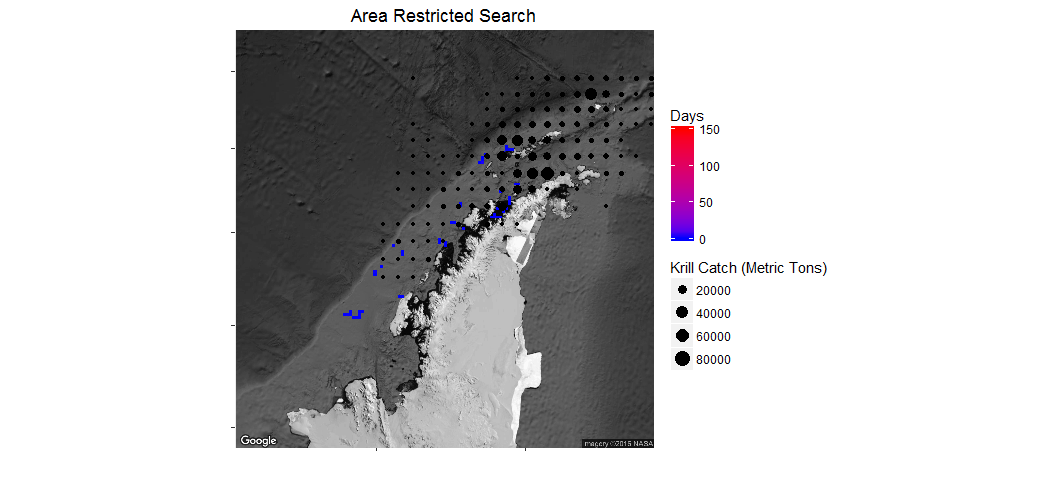 Area Restricted Search
Days
150
100
50
0
Krill Catch (Metric Tons)
20000
40000
60000
80000
Google
Imagery ©2016 NASA